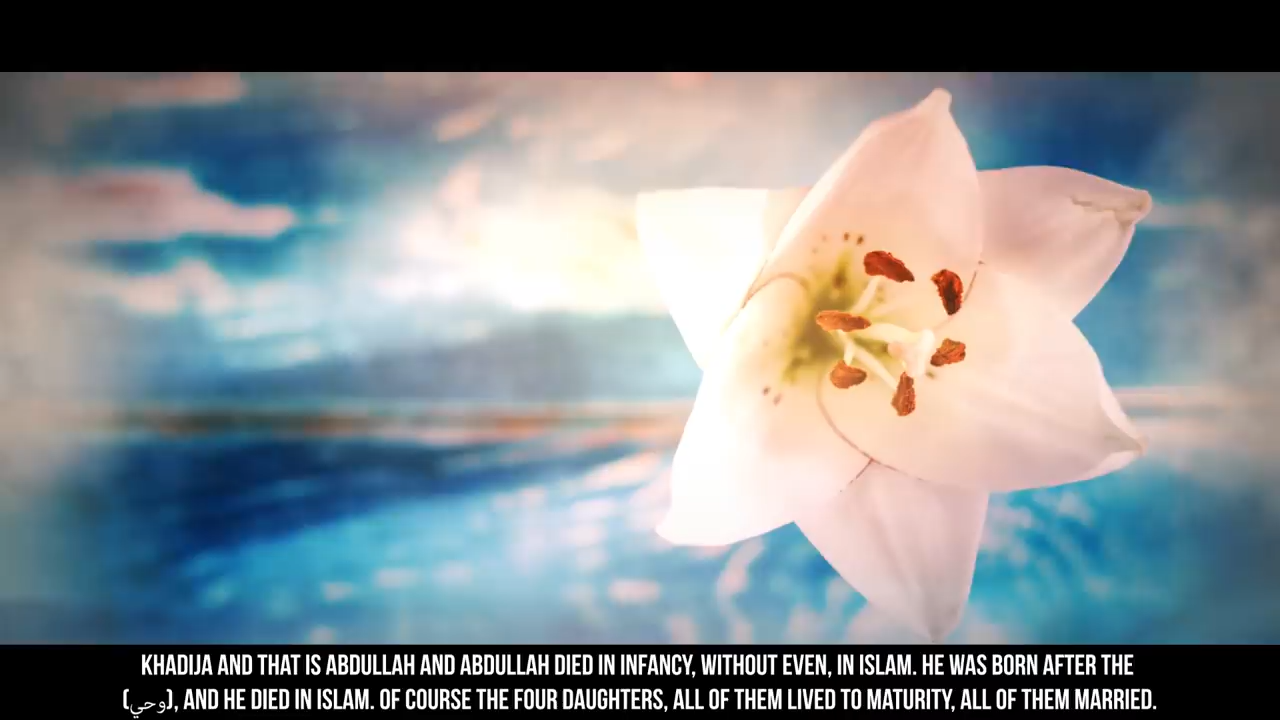 KHADIJA AND THAT IS ABDULLAH AND ABDULLAH DIED IN INFANCY, WITHOUT EVEN, IN ISLAM. HE WAS BORN AFTER THE
(وحي), AND HE DIED IN ISLAM. OF COURSE THE FOUR DAUGHTERS, ALL OF THEM LIVED TO MATURITY, ALL OF THEM MARRIED.